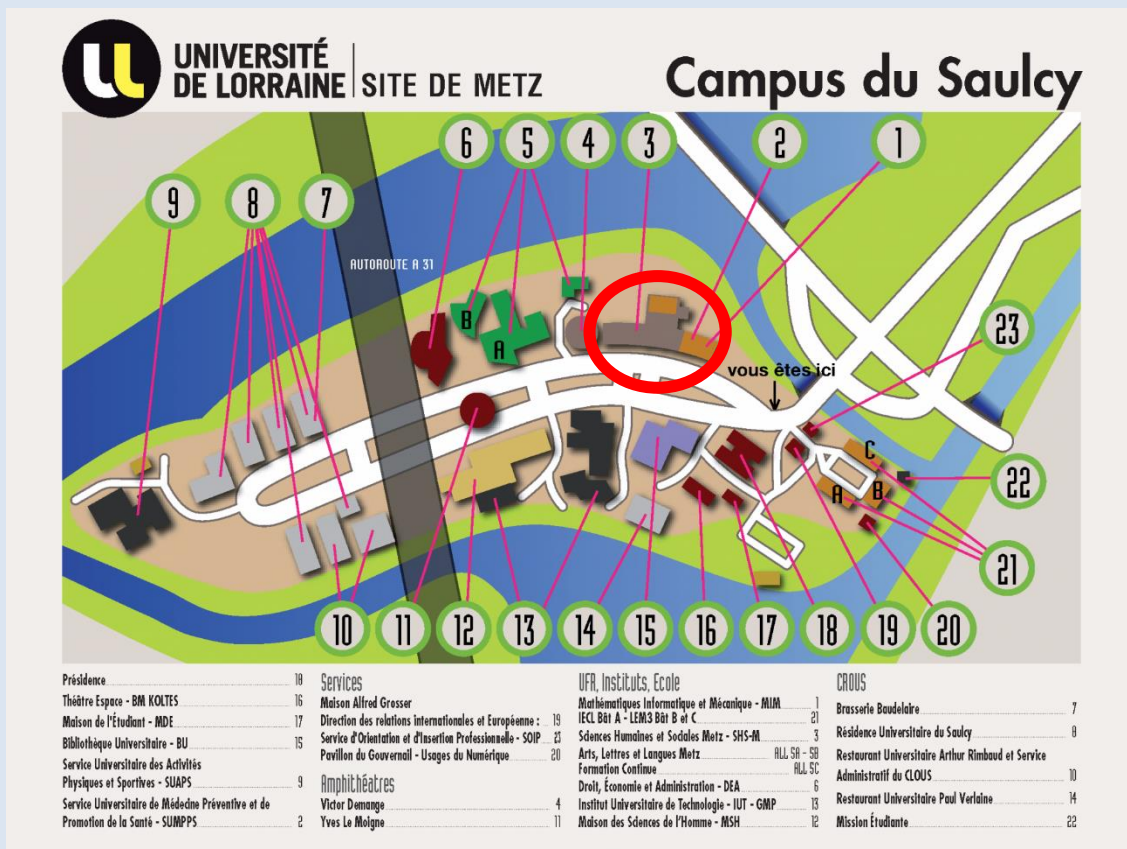 UNIVERSITÉ
DE LORRAINE
SITE DE METZ
Campus du Saulcy
6
5
4
3
2
1
9
8
7
AUTOROUTE A 31
B
A
vous êtes ici
23
C
A
B
22
21
10
11
12
13
14
15
16
17
18
19
20
Présidence 18
Théâtre Espace - BM KOLTES 16
Maison de l'Étudiant - MDE 17
Bibliothèque Universitaire - BU 15
Service Universitaire des Activités
Physiques et Sportives - SUAPS 9
Service Universitaire de Médedne Préventive et de
Promotion de la Santé - SUMPPS 2
Services
Maison Alfred Grosser
Direction des relations internationales et Européenne : 19
Service d'Orientation et d'Insertion Professionnelle - SOIP 23
Pavillon du Gouvernail - Usages du Numérique 20
Amphithéatres
Victor Demange 4
Yves Le Moigne 11
UFR, Instituts, Ecole
Mathématiques Informatique et Mécanique - MIM 1
IECL Bât A - LEM3 Bât B et C 21
Sdences Humaines et Sodales Metz - SHS-M 3
Arts, Lettres et Langues Metz ALL 5A - 5B
Formation Continue ALL 5C
Droit, Économie et Administration - DEA 6
Institut Universitaire de Technologie - IUT - GMP 13
Maison des Sdences de l'Homme - MSH 12
CROUS
Brasserie Baudelaire 7
Résidence Universitaire du Saulcy 8
Restaurant Universitaire Arthur Rimbaud et Service
Administratif du CLOUS 10
Restaurant Universitaire Paul Verlaine 14
Mission Étudiante 22